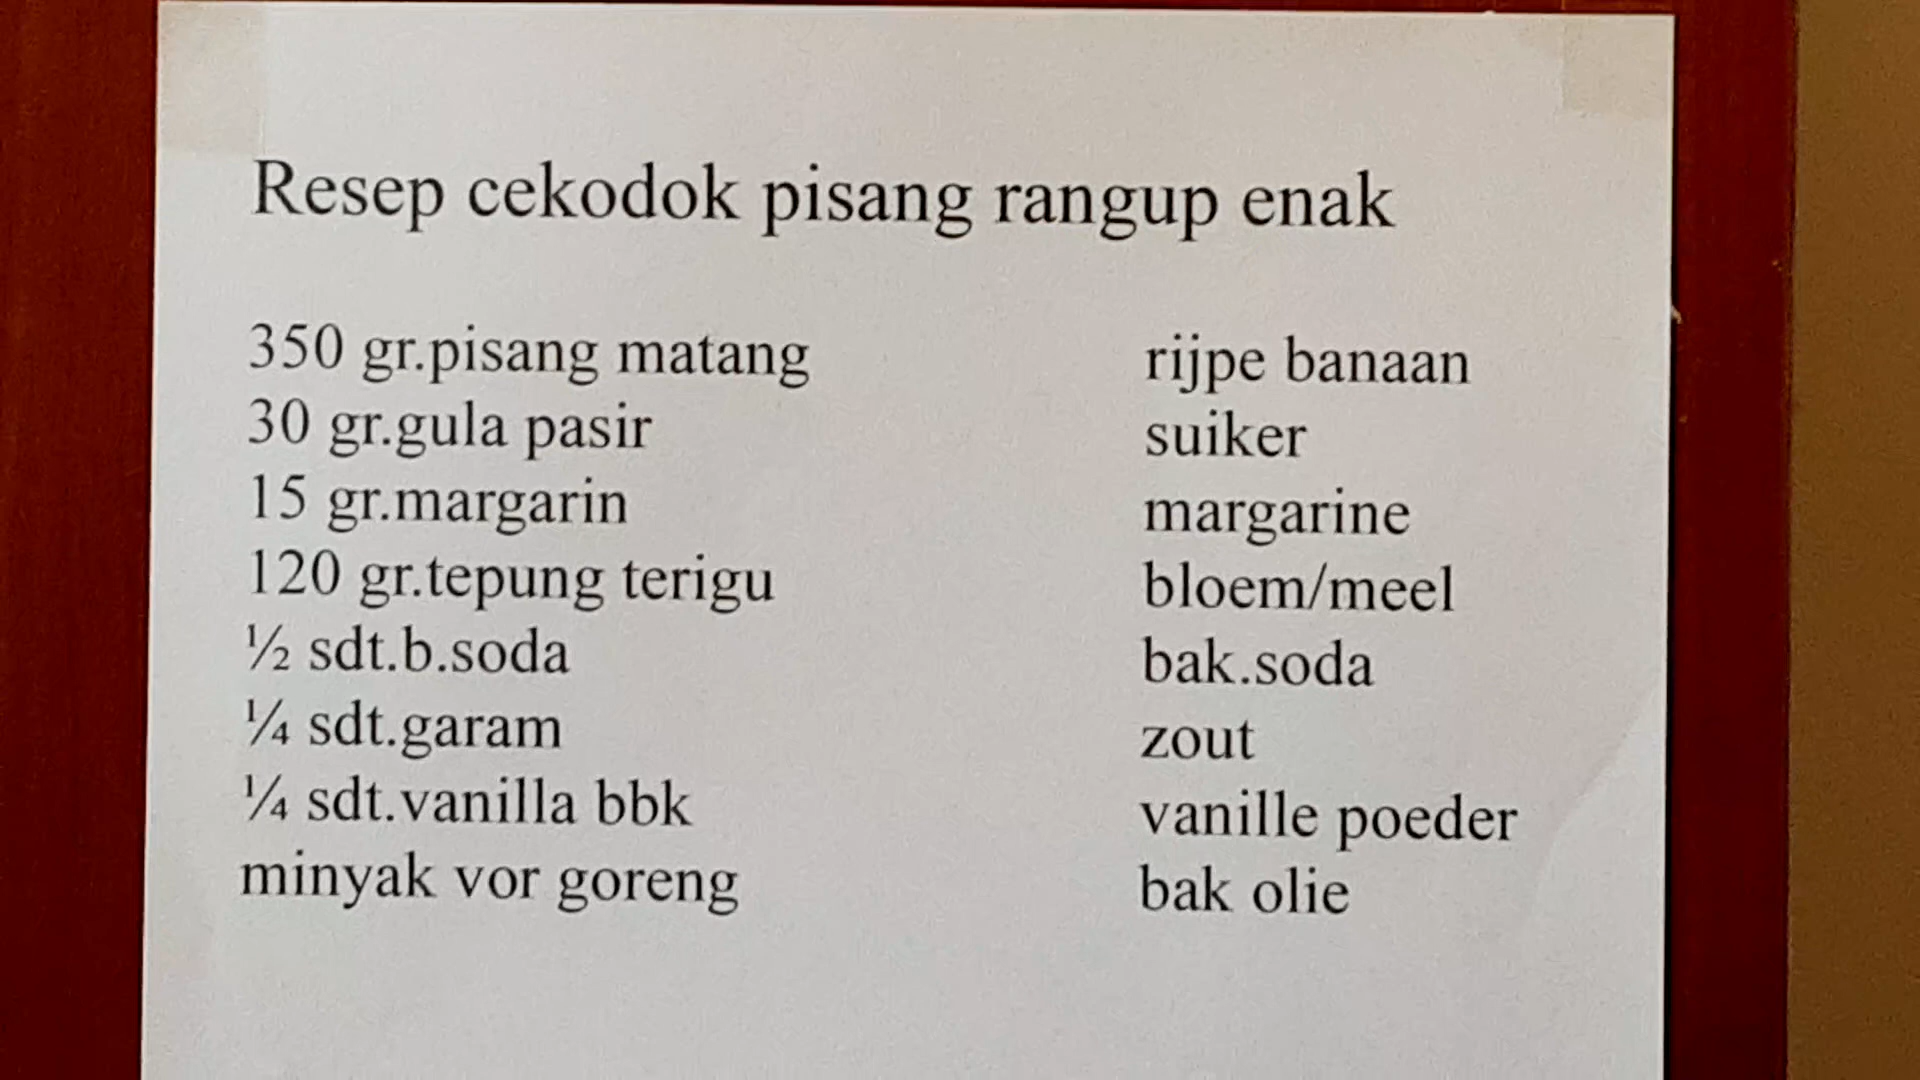 Resep cekodok pisang rangup enak
350 gr.pisang matang rijpe banaan
30 gr.gula pasir suiker
15 gr.margarin margarine
120 gr.tepung terigu bloem/meel
½ sdt.b.soda bak.soda
¼ sdt.garam zout
¼ sdt.vanilla bbk vanille poeder
minyak vor goreng bak olie